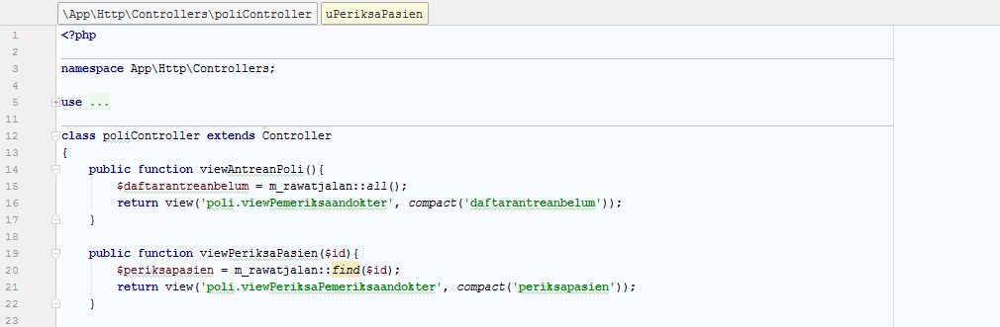 \App\Http\Controllers\poliController uPeriksaPasien
1 <?php
2
3 namespace App\Http\Controllers;
4
5 use ...
11
12 class poliController extends Controller
13 {
14     public function viewAntreanPoli(){
15         $daftarantreanbelum = m_rawatjalan::all();
16         return view('poli.viewPemeriksaandokter', compact('daftarantreanbelum'));
17     }
18
19     public function viewPeriksaPasien($id){
20         $periksapasien = m_rawatjalan::find($id);
21         return view('poli.viewPeriksaPemeriksaandokter', compact('periksapasien'));
22     }
23